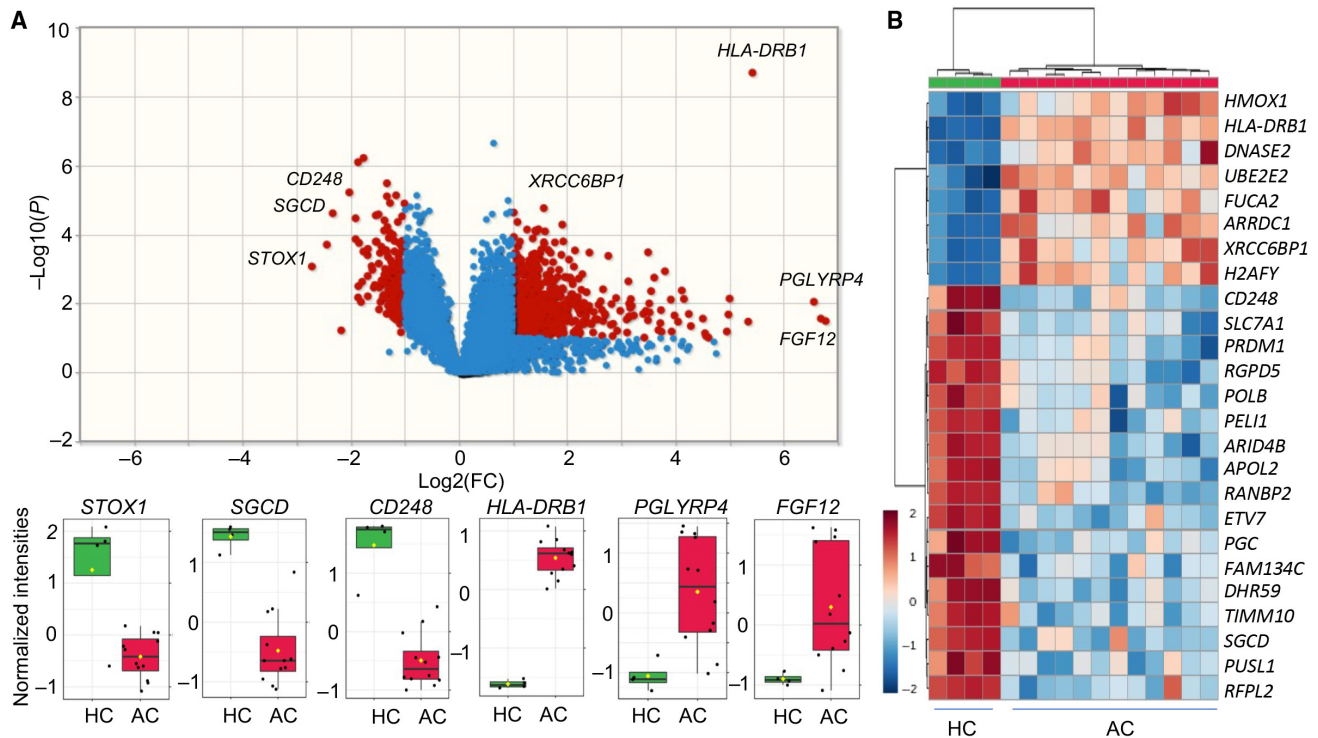 A
B
10
8
6
4
2
0
−2
–Log10(P)
HLA-DRB1
CD248
XRCC6BP1
SGCD
STOX1
PGLYRP4
FGF12
−6
−4
−2
0
2
4
6
Log2(FC)
Normalized intensities
STOX1
2
1
0
−1
HC AC
SGCD
1
0
−1
HC AC
CD248
1
0
−1
HC AC
HLA-DRB1
1
0
−1
HC AC
PGLYRP4
1
0
−1
HC AC
FGF12
1
0
−1
HC AC
HMOX1
HLA-DRB1
DNASE2
UBE2E2
FUCA2
ARRDC1
XRCC6BP1
H2AFY
CD248
SLC7A1
PRDM1
RGPD5
POLB
PELI1
ARID4B
APOL2
RANBP2
ETV7
PGC
FAM134C
DHR59
TIMM10
SGCD
PUSL1
RFPL2
2
1
0
−1
−2
HC AC